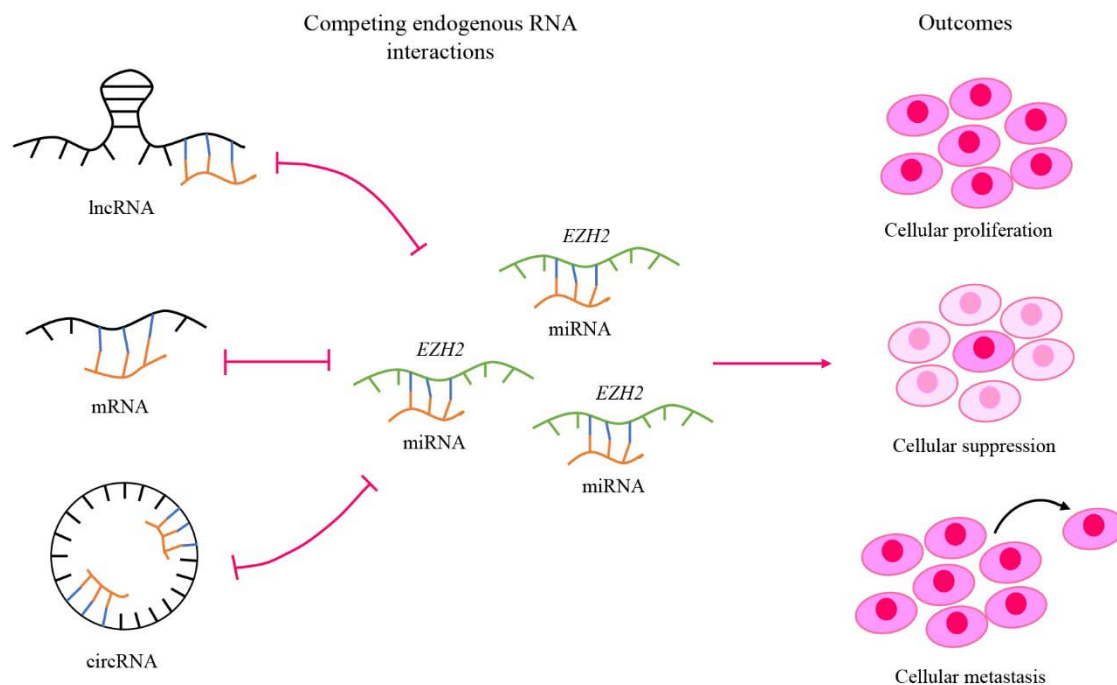 Competing endogenous RNA
interactions
Outcomes
lncRNA
EZH2
miRNA
Cellular proliferation
mRNA
EZH2
miRNA
EZH2
miRNA
Cellular suppression
circRNA
Cellular metastasis